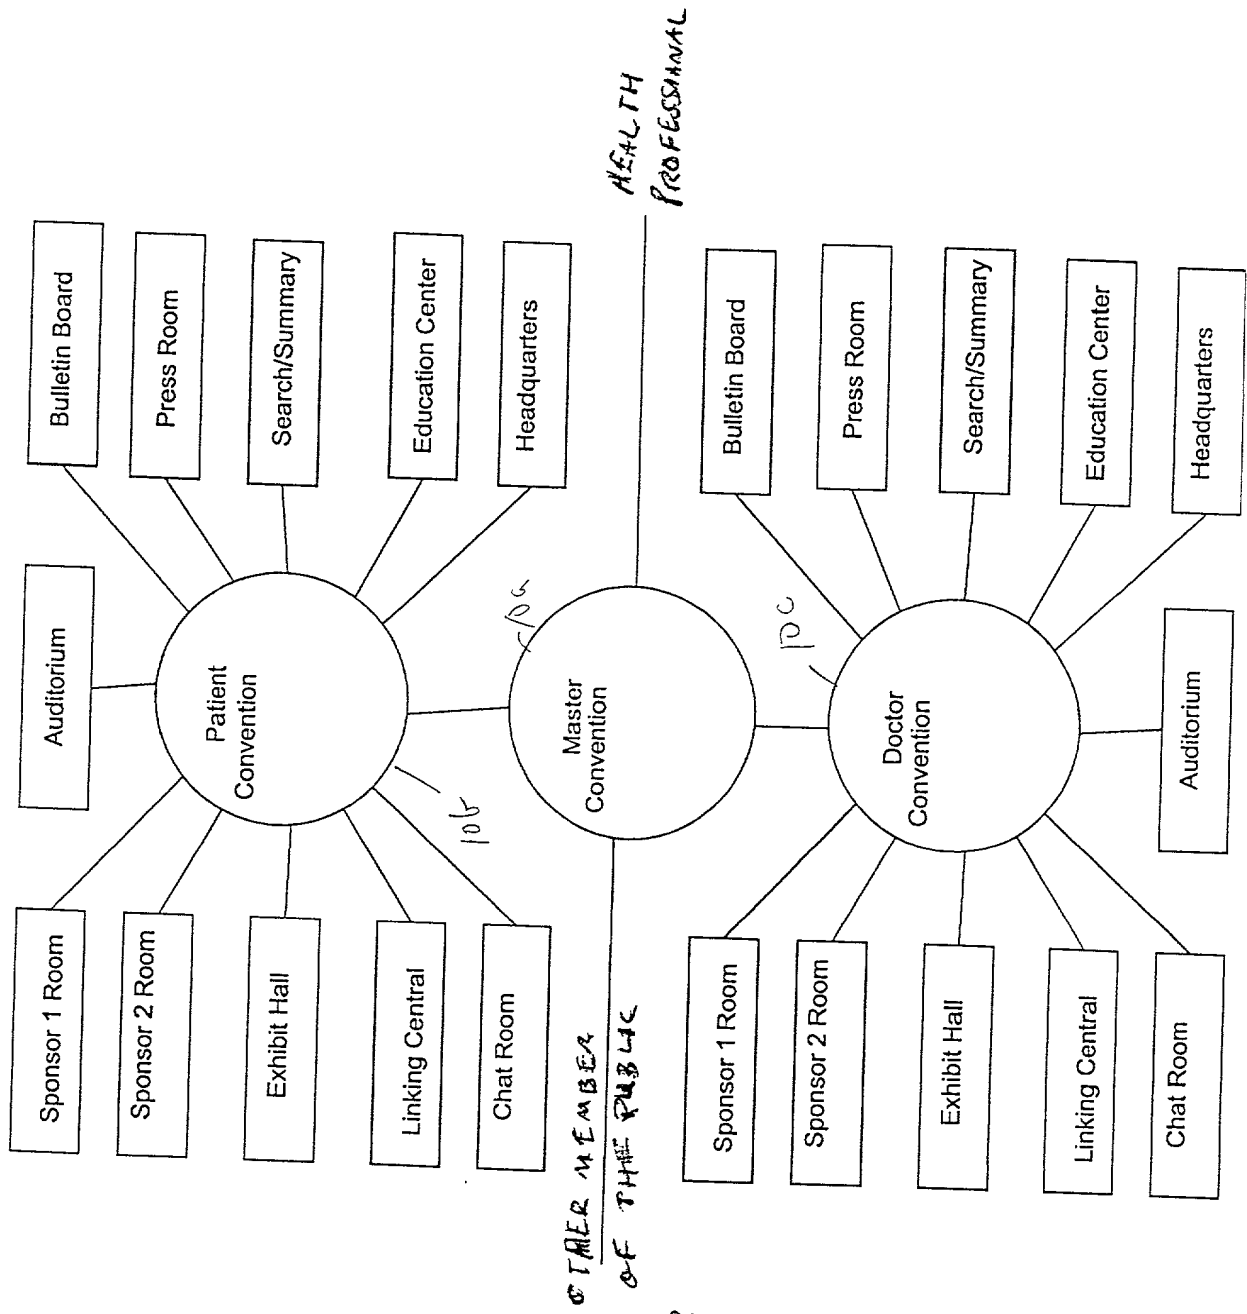 Sponsor 1 Room
Auditorium
Bulletin Board
Sponsor 2 Room
Press Room
Patient
Convention
Exhibit Hall
Search/Summary
Linking Central
Education Center
10b
Chat Room
Headquarters
10a
OTHER MEMBER
OF THE PUBLIC
Master
Convention
HEALTH
PROFESSIONAL
Sponsor 1 Room
Bulletin Board
10c
Sponsor 2 Room
Press Room
Doctor
Convention
Exhibit Hall
Search/Summary
Linking Central
Education Center
Chat Room
Auditorium
Headquarters